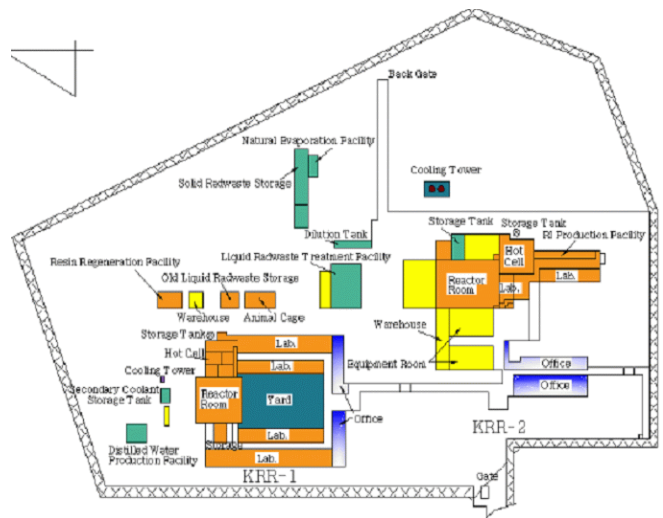 Back Gate
Natural Evaporation Facility
Cooling Tower
Solid Radwaste Storage
Storage Tank
Storage Tank
RI Production Facility
Dilution Tank
Hot
Cell
Liquid Radwaste Treatment Facility
Resin Regeneration Facility
Old Liquid Radwaste Storage
Reactor
Room
Lab.
Lab.
Warehouse
Animal Cage
Warehouse
Storage Tank
Lab.
Hot Cell
Equipment Room
Office
Cooling Tower
Lab.
Secondary Coolant
Storage Tank
Reactor
Room
Yard
Office
Office
KRR-2
Lab.
Storage
Distilled Water
Production Facility
Lab.
KRR-1
Gate